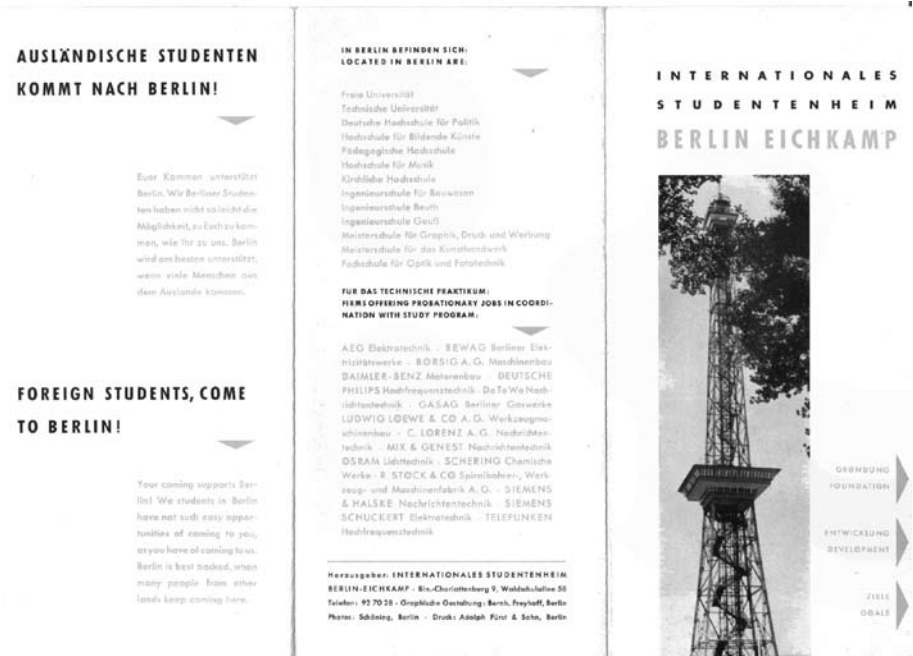 AUSLÄNDISCHE STUDENTEN
KOMMT NACH BERLIN!
Euer Kommen unterstützt
Berlin. Wir Berliner Studen-
ten haben nicht so leicht die
Möglichkeit, zu Euch zu kom-
men, wie Ihr zu uns. Berlin
wird am besten unterstützt,
wenn viele Menschen aus
dem Auslande kommen.
FOREIGN STUDENTS, COME
TO BERLIN!
Your coming supports Ber-
lin! We students in Berlin
have not such easy oppor-
tunities of coming to you,
as you have of coming to us.
Berlin is best backed, when
many people from other
lands keep coming here.
IN BERLIN BEFINDEN SICH:
LOCATED IN BERLIN ARE:
Freie Universität
Technische Universität
Deutsche Hochschule für Politik
Hochschule für Bildende Künste
Pädagogische Hochschule
Hochschule für Musik
Kirchliche Hochschule
Ingenieurschule für Bauwesen
Ingenieurschule Beuth
Ingenieurschule Gauß
Meisterschule für Graphik, Druck und Werbung
Meisterschule für das Kunsthandwerk
Fachschule für Optik und Fototechnik
FÜR DAS TECHNISCHE PRAKTIKUM:
FIRMS OFFERING PROBATIONARY JOBS IN COORDI-
NATION WITH STUDY PROGRAM:
AEG Elektrotechnik - BEWAG Berliner Elek-
trizitätswerke - BORSIG A. G. Maschinenbau
DAIMLER-BENZ Motorenbau - DEUTSCHE
PHILIPS Hochfrequenztechnik - DeTeWe Nach-
richtentechnik - GASAG Berliner Gaswerke
LUDWIG LOEWE & CO A. G. Werkzeugma-
schinenbau - C. LORENZ A. G. Nachrichten-
technik - MIX & GENEST Nachrichtentechnik
OSRAM Lichttechnik - SCHERING Chemische
Werke - R. STOCK & CO Spiralbohrer-, Werk-
zeug- und Maschinenfabrik A. G. - SIEMENS
& HALSKE Nachrichtentechnik - SIEMENS
SCHUCKERT Elektrotechnik - TELEFUNKEN
Hochfrequenztechnik
Herausgeber: INTERNATIONALES STUDENTENHEIM
BERLIN-EICHKAMP - Bln.-Charlottenburg 9, Waldschulallee
Telefon: 92 70 28 - Graphische Gestaltung: Bernh. Freyhoff, Berlin
Photos: Schöning, Berlin - Druck: Adolph Fürst & Sohn, Berlin
INTERNATIONALES
STUDENTENHEIM
BERLIN EICHKAMP
GRÜNDUNG
FOUNDATION
ENTWICKLUNG
DEVELOPMENT
ZIELE
GOALS